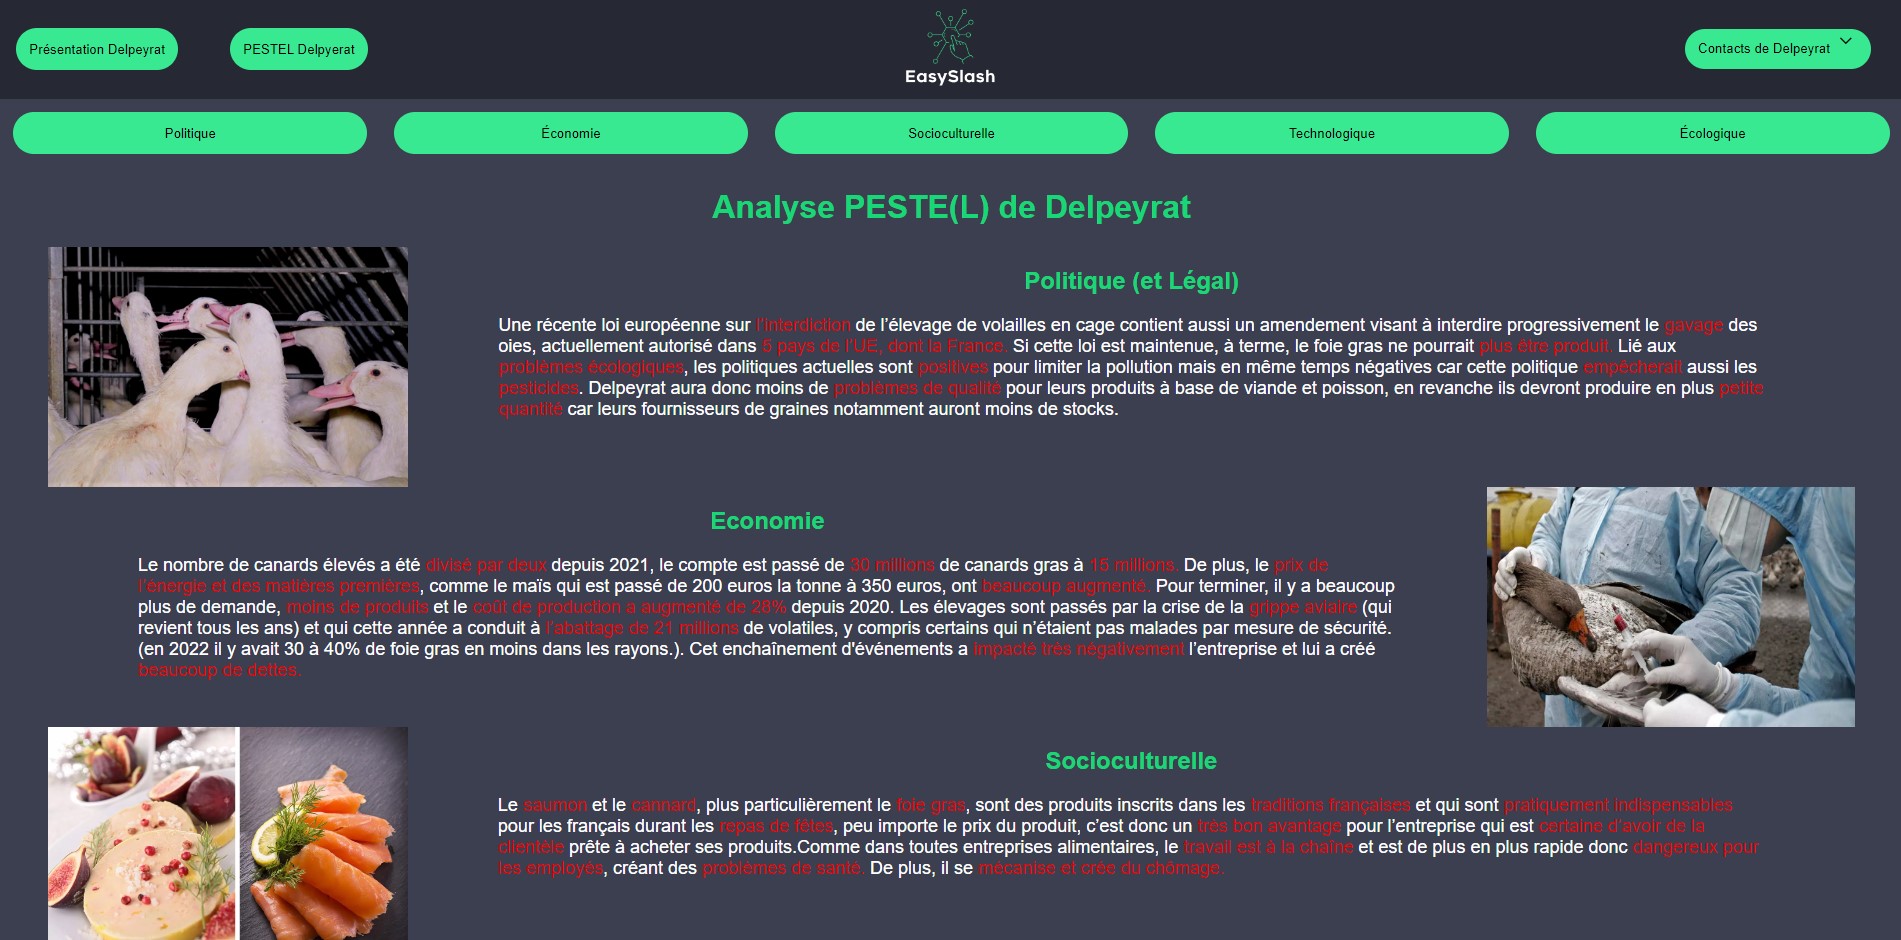 Présentation Delpeyrat
PESTEL Delpyerat
EasySlash
Contacts de Delpeyrat
Politique
Économie
Socioculturelle
Technologique
Écologique
Analyse PESTE(L) de Delpeyrat
Politique (et Légal)
Une récente loi européenne sur l'interdiction de l'élevage de volailles en cage contient aussi un amendement visant à interdire progressivement le gavage des
oies, actuellement autorisé dans 5 pays de l'UE, dont la France. Si cette loi est maintenue, à terme, le foie gras ne pourrait plus être produit. Lié aux
problèmes écologiques, les politiques actuelles sont positives pour limiter la pollution mais en même temps négatives car cette politique empêcherait aussi les
pesticides. Delpeyrat aura donc moins de problèmes de qualité pour leurs produits à base de viande et poisson, en revanche ils devront produire en plus petite
quantité car leurs fournisseurs de graines notamment auront moins de stocks.
Economie
Le nombre de canards élevés a été divisé par deux depuis 2021, le compte est passé de 30 millions de canards gras à 15 millions. De plus, le prix de
l'énergie et des matières premières, comme le maïs qui est passé de 200 euros la tonne à 350 euros, ont beaucoup augmenté. Pour terminer, il y a beaucoup
plus de demande, moins de produits et le coût de production a augmenté de 28% depuis 2020. Les élevages sont passés par la crise de la grippe aviaire (qui
revient tous les ans) et qui cette année a conduit à l'abattage de 21 millions de volatiles, y compris certains qui n'étaient pas malades par mesure de sécurité.
(en 2022 il y avait 30 à 40% de foie gras en moins dans les rayons.). Cet enchaînement d'événements a impacté très négativement l'entreprise et lui a créé
beaucoup de dettes.
Socioculturelle
Le saumon et le cannard, plus particulièrement le foie gras, sont des produits inscrits dans les traditions françaises et qui sont pratiquement indispensables
pour les français durant les repas de fêtes, peu importe le prix du produit, c'est donc un très bon avantage pour l'entreprise qui est certaine d'avoir de la
clientèle prête à acheter ses produits.Comme dans toutes entreprises alimentaires, le travail est à la chaîne et est de plus en plus rapide donc dangereux pour
les employés, créant des problèmes de santé. De plus, il se mécanise et crée du chômage.